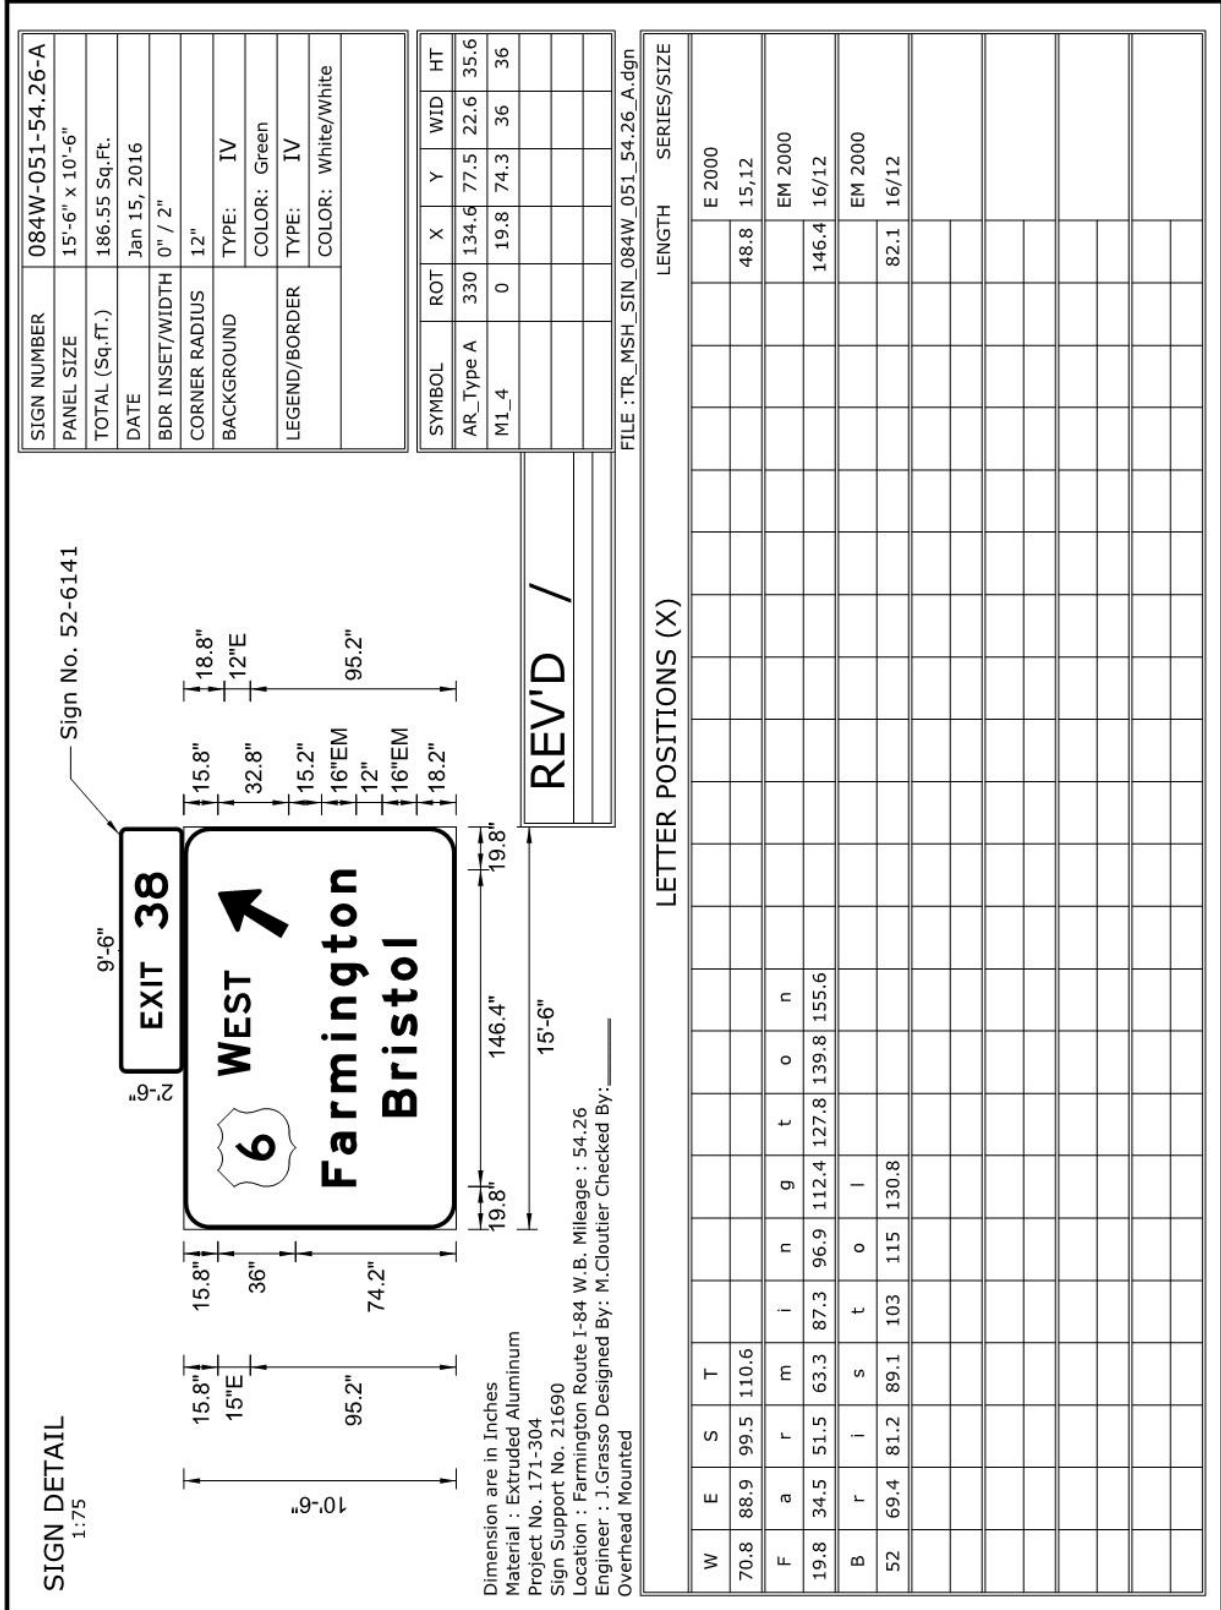 SIGN DETAIL
1:75
Sign No. 52-6141
9'-6"
2'-6"
EXIT 38
6 WEST
Farmington
Bristol
10'-6"
15.8"
15"E
95.2"
15.8"
36"
74.2"
15.8"
32.8"
15.2"
16"EM
12"
16"EM
18.2"
18.8"
12"E
95.2"
19.8" 146.4" 19.8"
15'-6"
Dimension are in Inches
Material : Extruded Aluminum
Project No. 171-304
Sign Support No. 21690
Location : Farmington Route I-84 W.B. Mileage : 54.26
Engineer : J.Grasso Designed By: M.Cloutier Checked By:
Overhead Mounted
REV'D /
SIGN NUMBER 084W-051-54.26-A
PANEL SIZE 15'-6" x 10'-6"
TOTAL (Sq.fT.) 186.55 Sq.Ft.
DATE Jan 15, 2016
BDR INSET/WIDTH 0" / 2"
CORNER RADIUS 12"
BACKGROUND TYPE: IV
COLOR: Green
LEGEND/BORDER TYPE: IV
COLOR: White/White
SYMBOL ROT X Y WID HT
AR_Type A 330 134.6 77.5 22.6 35.6
M1_4 0 19.8 74.3 36 36
FILE :TR_MSH_SIN_084W_051_54.26_A.dgn
LETTER POSITIONS (X) LENGTH SERIES/SIZE
W E S T E 2000
70.8 88.9 99.5 110.6 48.8 15,12
F a r m i n g t o n EM 2000
19.8 34.5 51.5 63.3 87.3 96.9 112.4 127.8 139.8 155.6 146.4 16/12
B r i s t o l EM 2000
52 69.4 81.2 89.1 103 115 130.8 82.1 16/12